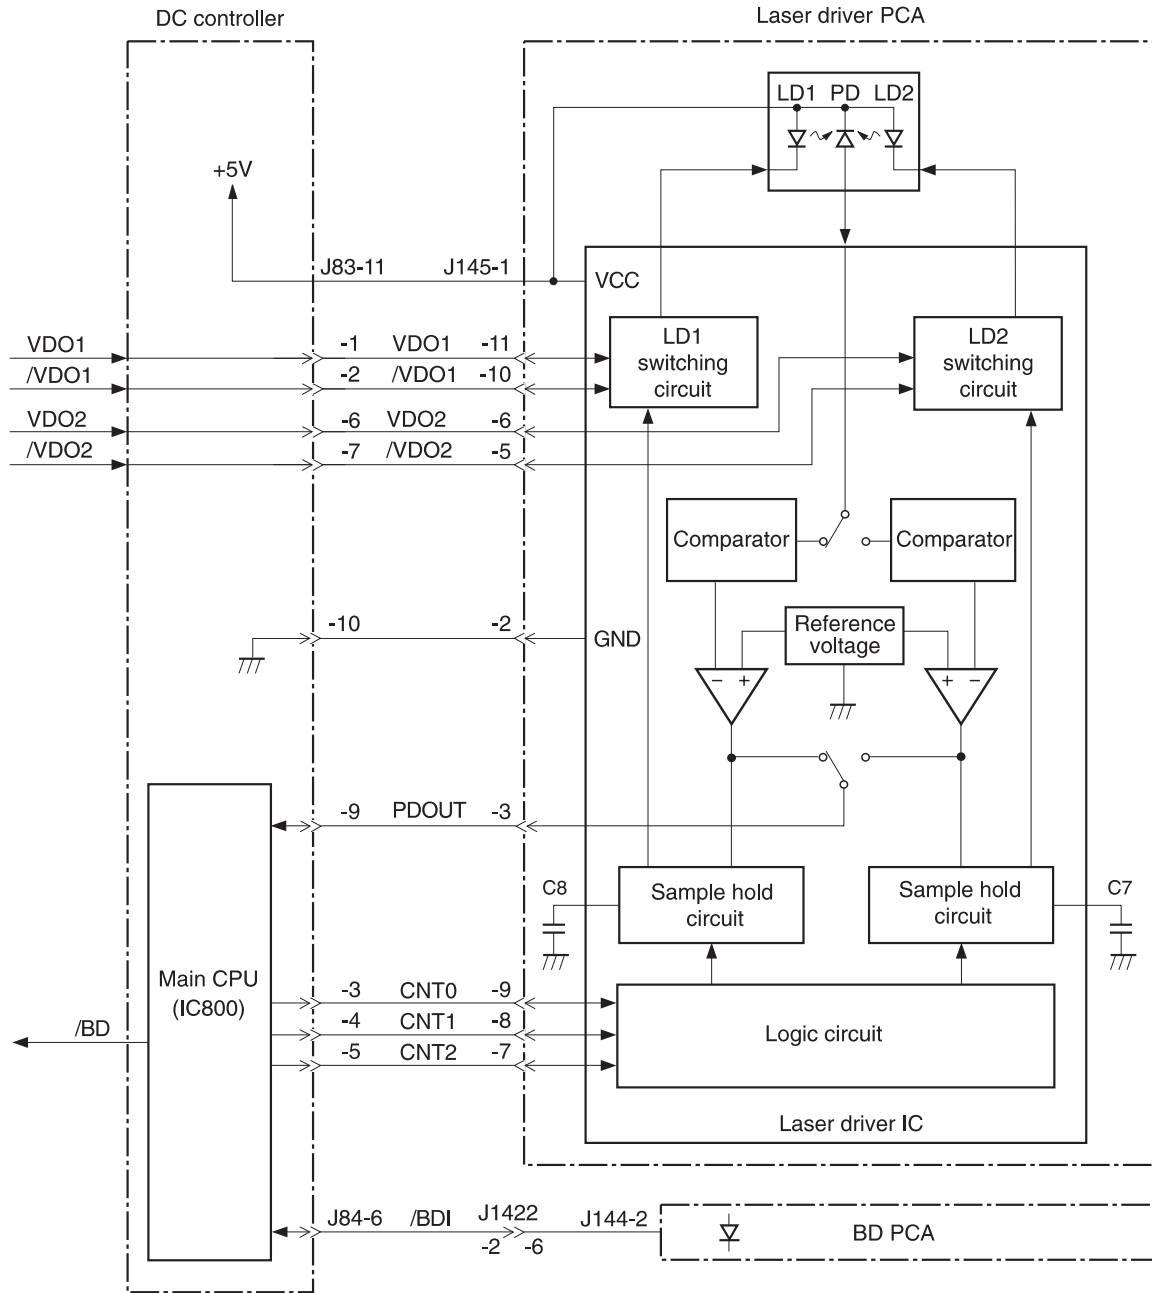 DC controller
Laser driver PCA
LD1 PD LD2
+5V
J83-11 J145-1
VCC
VDO1 -1 VDO1 -11
/VDO1 -2 /VDO1 -10
VDO2 -6 VDO2 -6
/VDO2 -7 /VDO2 -5
LD1
switching
circuit
LD2
switching
circuit
Comparator
Comparator
-10 -2
GND
Reference
voltage
− +
+ −
-9 PDOUT -3
C8
Sample hold
circuit
Sample hold
circuit
C7
Main CPU
(IC800)
/BD
-3 CNT0 -9
-4 CNT1 -8
-5 CNT2 -7
Logic circuit
Laser driver IC
J84-6 /BDI J1422 J144-2
-2 -6
BD PCA